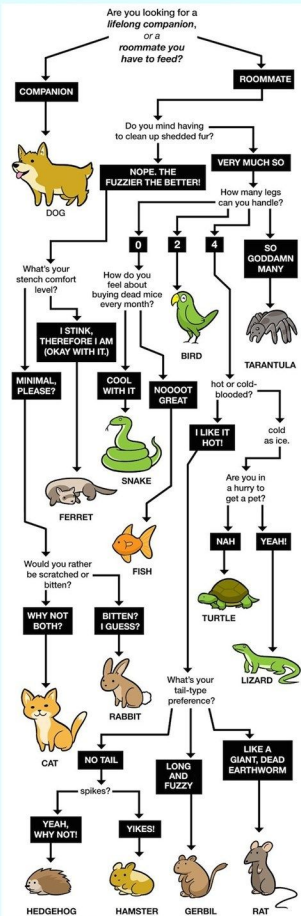 Are you looking for a
lifelong companion,
or a
roommate you
have to feed?
COMPANION
ROOMMATE
DOG
Do you mind having
to clean up shedded fur?
NOPE. THE
FUZZIER THE BETTER!
VERY MUCH SO
How many legs
can you handle?
0
2
4
SO
GODDAMN
MANY
What's your
stench comfort
level?
How do you
feel about
buying dead mice
every month?
BIRD
TARANTULA
I STINK,
THEREFORE I AM
(OKAY WITH IT.)
MINIMAL,
PLEASE?
COOL
WITH IT
NOOOOT
GREAT
hot or cold-
blooded?
I LIKE IT
HOT!
cold
as ice.
SNAKE
FERRET
FISH
Are you in
a hurry to
get a pet?
NAH
YEAH!
TURTLE
LIZARD
Would you rather
be scratched or
bitten?
WHY NOT
BOTH?
BITTEN?
I GUESS?
RABBIT
CAT
What's your
tail-type
preference?
NO TAIL
LONG
AND
FUZZY
LIKE A
GIANT, DEAD
EARTHWORM
spikes?
YEAH,
WHY NOT!
YIKES!
HEDGEHOG
HAMSTER
GERBIL
RAT